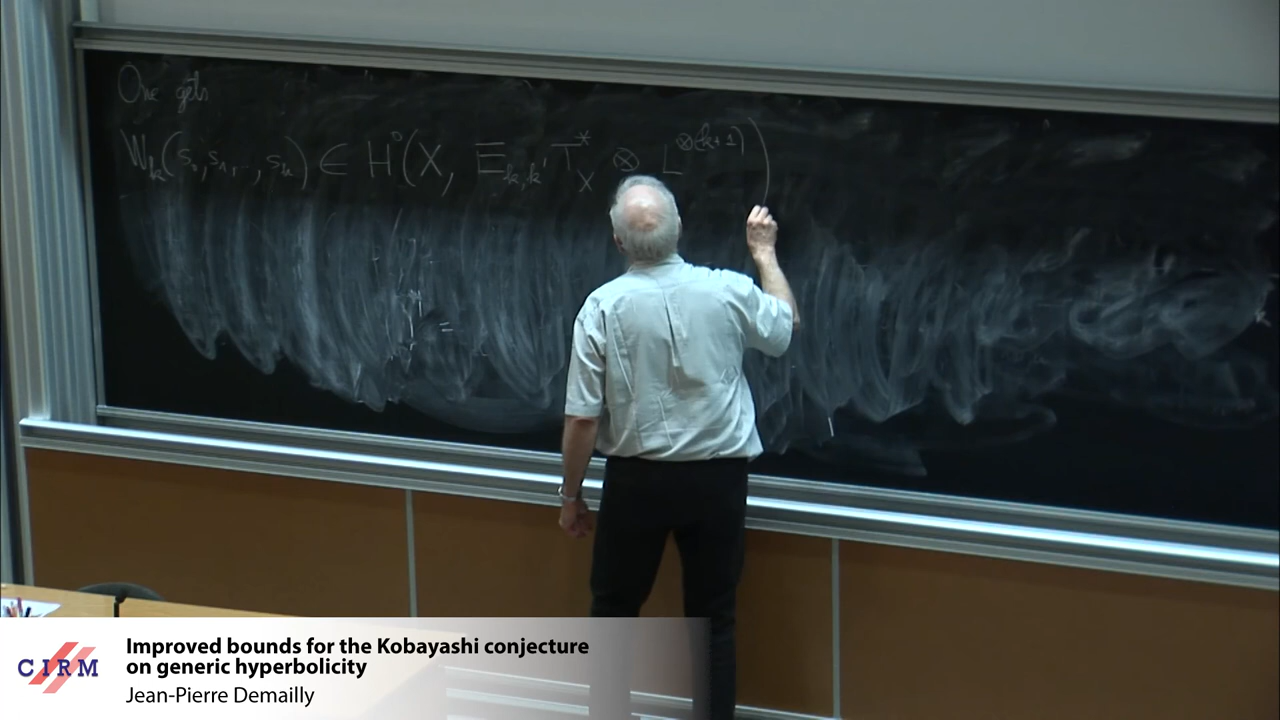 One gets
W_k(s_0, s_1, .., s_k) ∈ H^0(X, E_{k,k'} T_X^* ⊗ L^{⊗(k+1)})
CIRM
Improved bounds for the Kobayashi conjecture
on generic hyperbolicity
Jean-Pierre Demailly